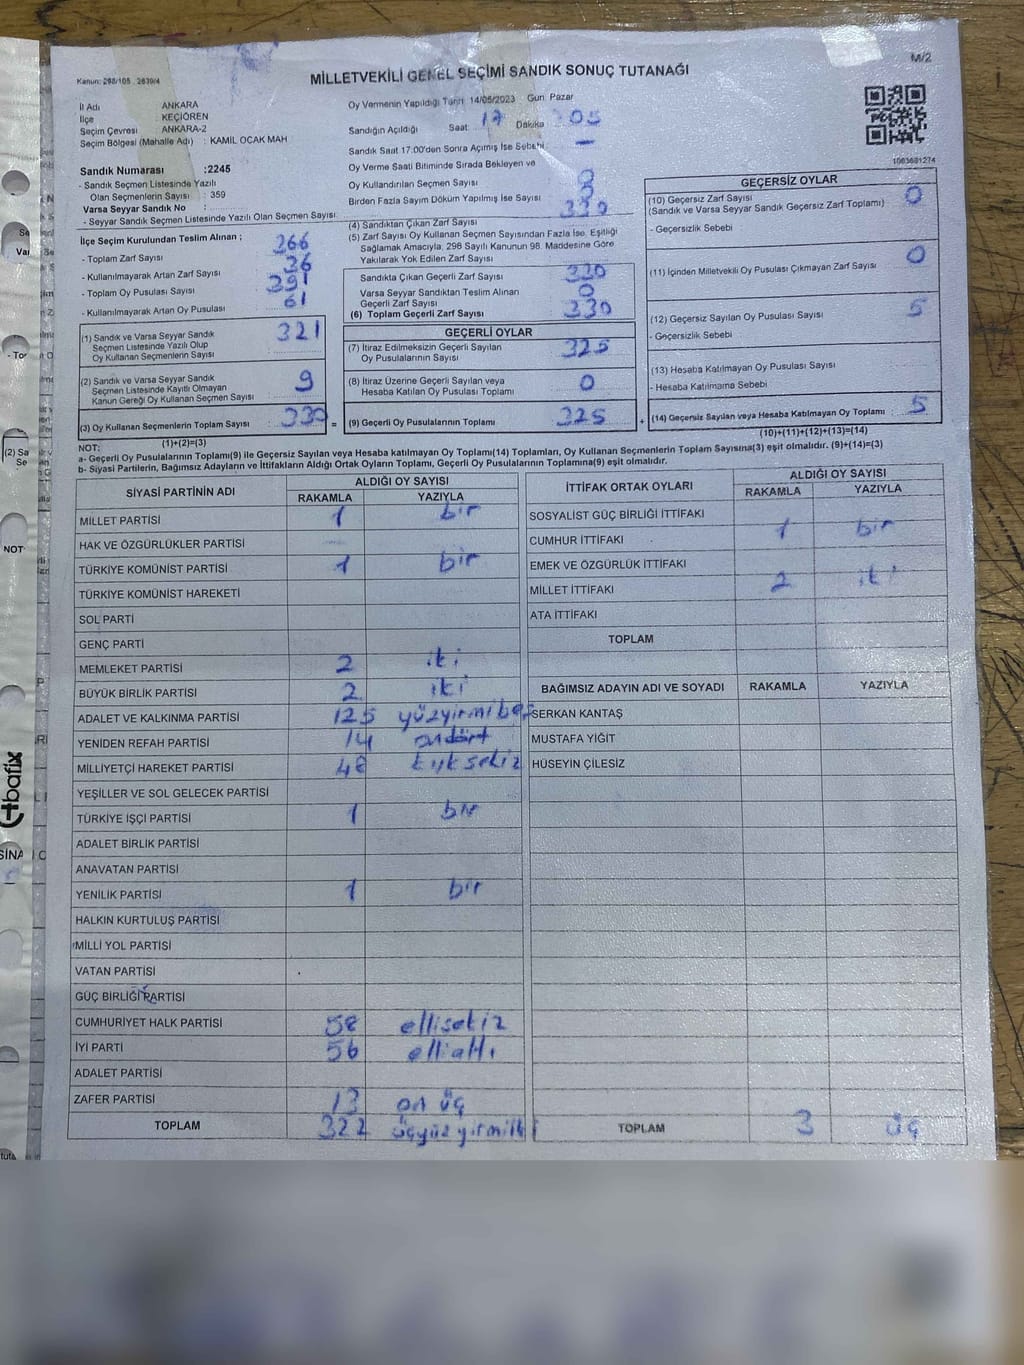 M/2
Kanun: 298/105 , 2839/4
MİLLETVEKİLİ GENEL SEÇİMİ SANDIK SONUÇ TUTANAĞI
İl Adı ANKARA
İlçe : KEÇİÖREN
Seçim Çevresi ANKARA-2
Seçim Bölgesi (Mahalle Adı) : KAMİL OCAK MAH
Oy Vermenin Yapıldığı Tarih 14/05/2023 Gün: Pazar
Sandığın Açıldığı Saat: 17 Dakika 05
Sandık Saat 17:00'den Sonra Açımış İse Sebebi: —
Oy Verme Saati Bitiminde Sırada Bekleyen ve
Oy Kullandırılan Seçmen Sayısı
Birden Fazla Sayım Döküm Yapılmış İse Sayısı
1003601274
Sandık Numarası :2245
- Sandık Seçmen Listesinde Yazılı
Olan Seçmenlerin Sayısı : 359
Varsa Seyyar Sandık No :
- Seyyar Sandık Seçmen Listesinde Yazılı Olan Seçmen Sayısı
İlçe Seçim Kurulundan Teslim Alınan ;
- Toplam Zarf Sayısı 366
- Kullanılmayarak Artan Zarf Sayısı 36
- Toplam Oy Pusulası Sayısı 391
- Kullanılmayarak Artan Oy Pusulası 61
(1) Sandık ve Varsa Seyyar Sandık
Seçmen Listesinde Yazılı Olup
Oy Kullanan Seçmenlerin Sayısı 321
(2) Sandık ve Varsa Seyyar Sandık
Seçmen Listesinde Kayıtlı Olmayan
Kanun Gereği Oy Kullanan Seçmen Sayısı 9
(3) Oy Kullanan Seçmenlerin Toplam Sayısı 330 =
(1)+(2)=(3)
(4) Sandıktan Çıkan Zarf Sayısı 330
(5) Zarf Sayısı Oy Kullanan Seçmen Sayısından Fazla İse, Eşitliği
Sağlamak Amacıyla; 298 Sayılı Kanunun 98. Maddesine Göre
Yakılarak Yok Edilen Zarf Sayısı
Sandıkta Çıkan Geçerli Zarf Sayısı 330
Varsa Seyyar Sandıktan Teslim Alınan
Geçerli Zarf Sayısı 0
(6) Toplam Geçerli Zarf Sayısı 330
GEÇERLİ OYLAR
(7) İtiraz Edilmeksizin Geçerli Sayılan
Oy Pusulalarının Sayısı 325
(8) İtiraz Üzerine Geçerli Sayılan veya
Hesaba Katılan Oy Pusulası Toplamı 0
(9) Geçerli Oy Pusulalarının Toplamı 325 +
GEÇERSİZ OYLAR
(10) Geçersiz Zarf Sayısı 0
(Sandık ve Varsa Seyyar Sandık Geçersiz Zarf Toplamı)
- Geçersizlik Sebebi
(11) İçinden Milletvekili Oy Pusulası Çıkmayan Zarf Sayısı 0
(12) Geçersiz Sayılan Oy Pusulası Sayısı 5
- Geçersizlik Sebebi
(13) Hesaba Katılmayan Oy Pusulası Sayısı
- Hesaba Katılmama Sebebi
(14) Geçersiz Sayılan veya Hesaba Katılmayan Oy Toplamı 5
(10)+(11)+(12)+(13)=(14)
NOT:
a- Geçerli Oy Pusulalarının Toplamı(9) ile Geçersiz Sayılan veya Hesaba katılmayan Oy Toplamı(14) Toplamları, Oy Kullanan Seçmenlerin Toplam Sayısına(3) eşit olmalıdır. (9)+(14)=(3)
b- Siyasi Partilerin, Bağımsız Adayların ve İttifakların Aldığı Ortak Oyların Toplamı, Geçerli Oy Pusulalarının Toplamına(9) eşit olmalıdır.
SİYASİ PARTİNİN ADI ALDIĞI OY SAYISI
RAKAMLA YAZIYLA
MİLLET PARTİSİ 1 bir
HAK VE ÖZGÜRLÜKLER PARTİSİ
TÜRKİYE KOMÜNİST PARTİSİ 1 bir
TÜRKİYE KOMÜNİST HAREKETİ
SOL PARTİ
GENÇ PARTİ
MEMLEKET PARTİSİ 2 iki
BÜYÜK BİRLİK PARTİSİ 2 iki
ADALET VE KALKINMA PARTİSİ 125 yüzyirmibeş
YENİDEN REFAH PARTİSİ 14 ondört
MİLLİYETÇİ HAREKET PARTİSİ 48 kırksekiz
YEŞİLLER VE SOL GELECEK PARTİSİ
TÜRKİYE İŞÇİ PARTİSİ 1 bir
ADALET BİRLİK PARTİSİ
ANAVATAN PARTİSİ
YENİLİK PARTİSİ 1 bir
HALKIN KURTULUŞ PARTİSİ
MİLLİ YOL PARTİSİ
VATAN PARTİSİ
GÜÇ BİRLİĞİ PARTİSİ
CUMHURİYET HALK PARTİSİ 58 ellisekiz
İYİ PARTİ 56 ellialtı
ADALET PARTİSİ
ZAFER PARTİSİ 13 on üç
TOPLAM 322 üçyüzyirmiiki
İTTİFAK ORTAK OYLARI ALDIĞI OY SAYISI
RAKAMLA YAZIYLA
SOSYALİST GÜÇ BİRLİĞİ İTTİFAKI
CUMHUR İTTİFAKI 1 bir
EMEK VE ÖZGÜRLÜK İTTİFAKI
MİLLET İTTİFAKI 2 iki
ATA İTTİFAKI
TOPLAM
BAĞIMSIZ ADAYIN ADI VE SOYADI RAKAMLA YAZIYLA
SERKAN KANTAŞ
MUSTAFA YİĞİT
HÜSEYİN ÇİLESİZ
TOPLAM 3 üç
bafix
NOT